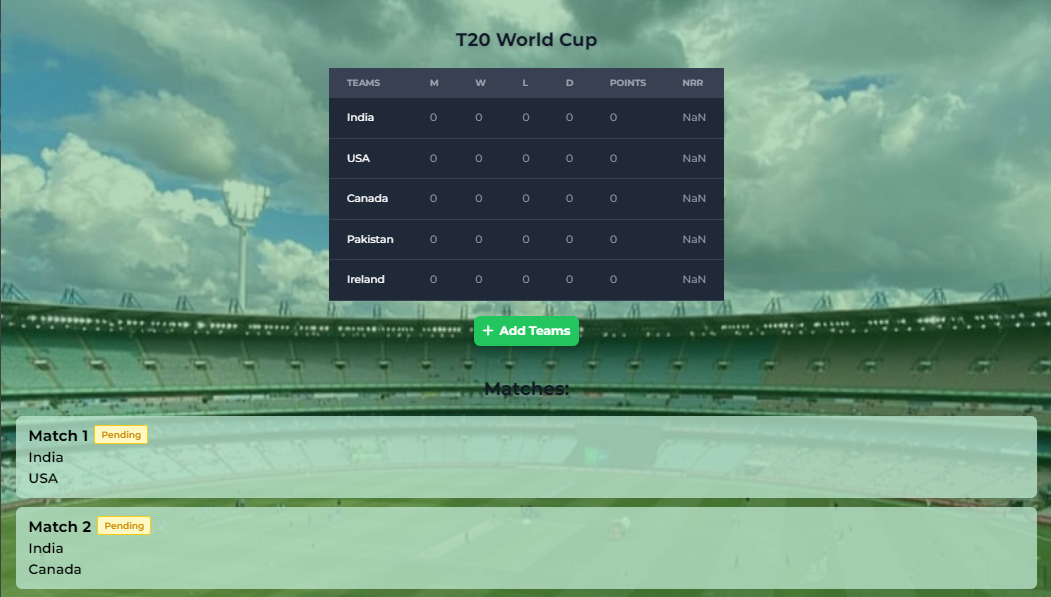 T20 World Cup
TEAMS M W L D POINTS NRR
India 0 0 0 0 0 NaN
USA 0 0 0 0 0 NaN
Canada 0 0 0 0 0 NaN
Pakistan 0 0 0 0 0 NaN
Ireland 0 0 0 0 0 NaN
+ Add Teams
Matches:
Match 1 Pending
India
USA
Match 2 Pending
India
Canada